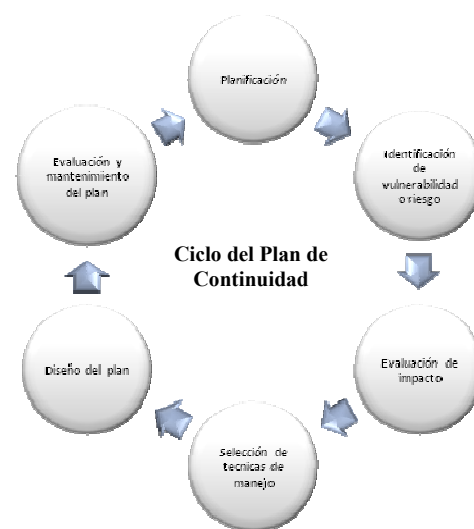 Planificación
Identificación
de
vulnerabilidad
o riesgo
Evaluación de
impacto
Selección de
tecnicas de
manejo
Diseño del plan
Evaluación y
mantenimiento
del plan
Ciclo del Plan de
Continuidad